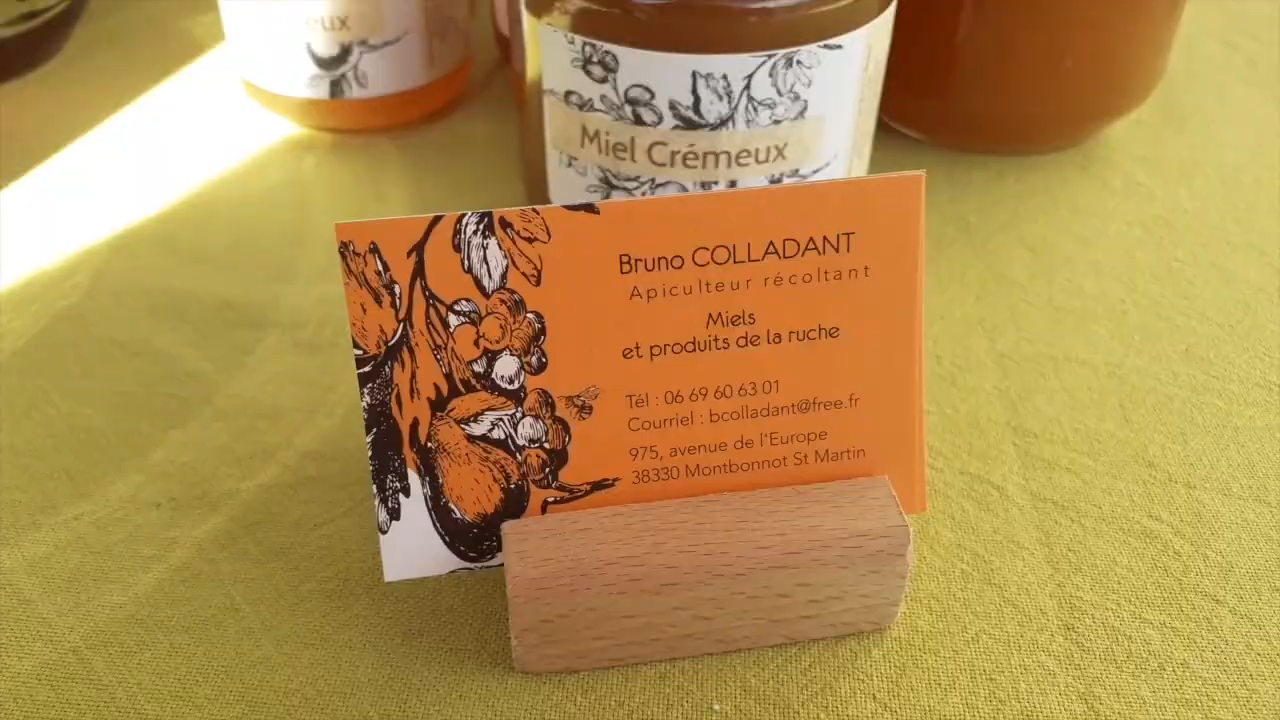 Miel Crémeux
Bruno COLLADANT
Apiculteur récoltant
Miels
et produits de la ruche
Tél : 06 69 60 63 01
Courriel : bcolladant@free.fr
975, avenue de l'Europe
38330 Montbonnot St Martin